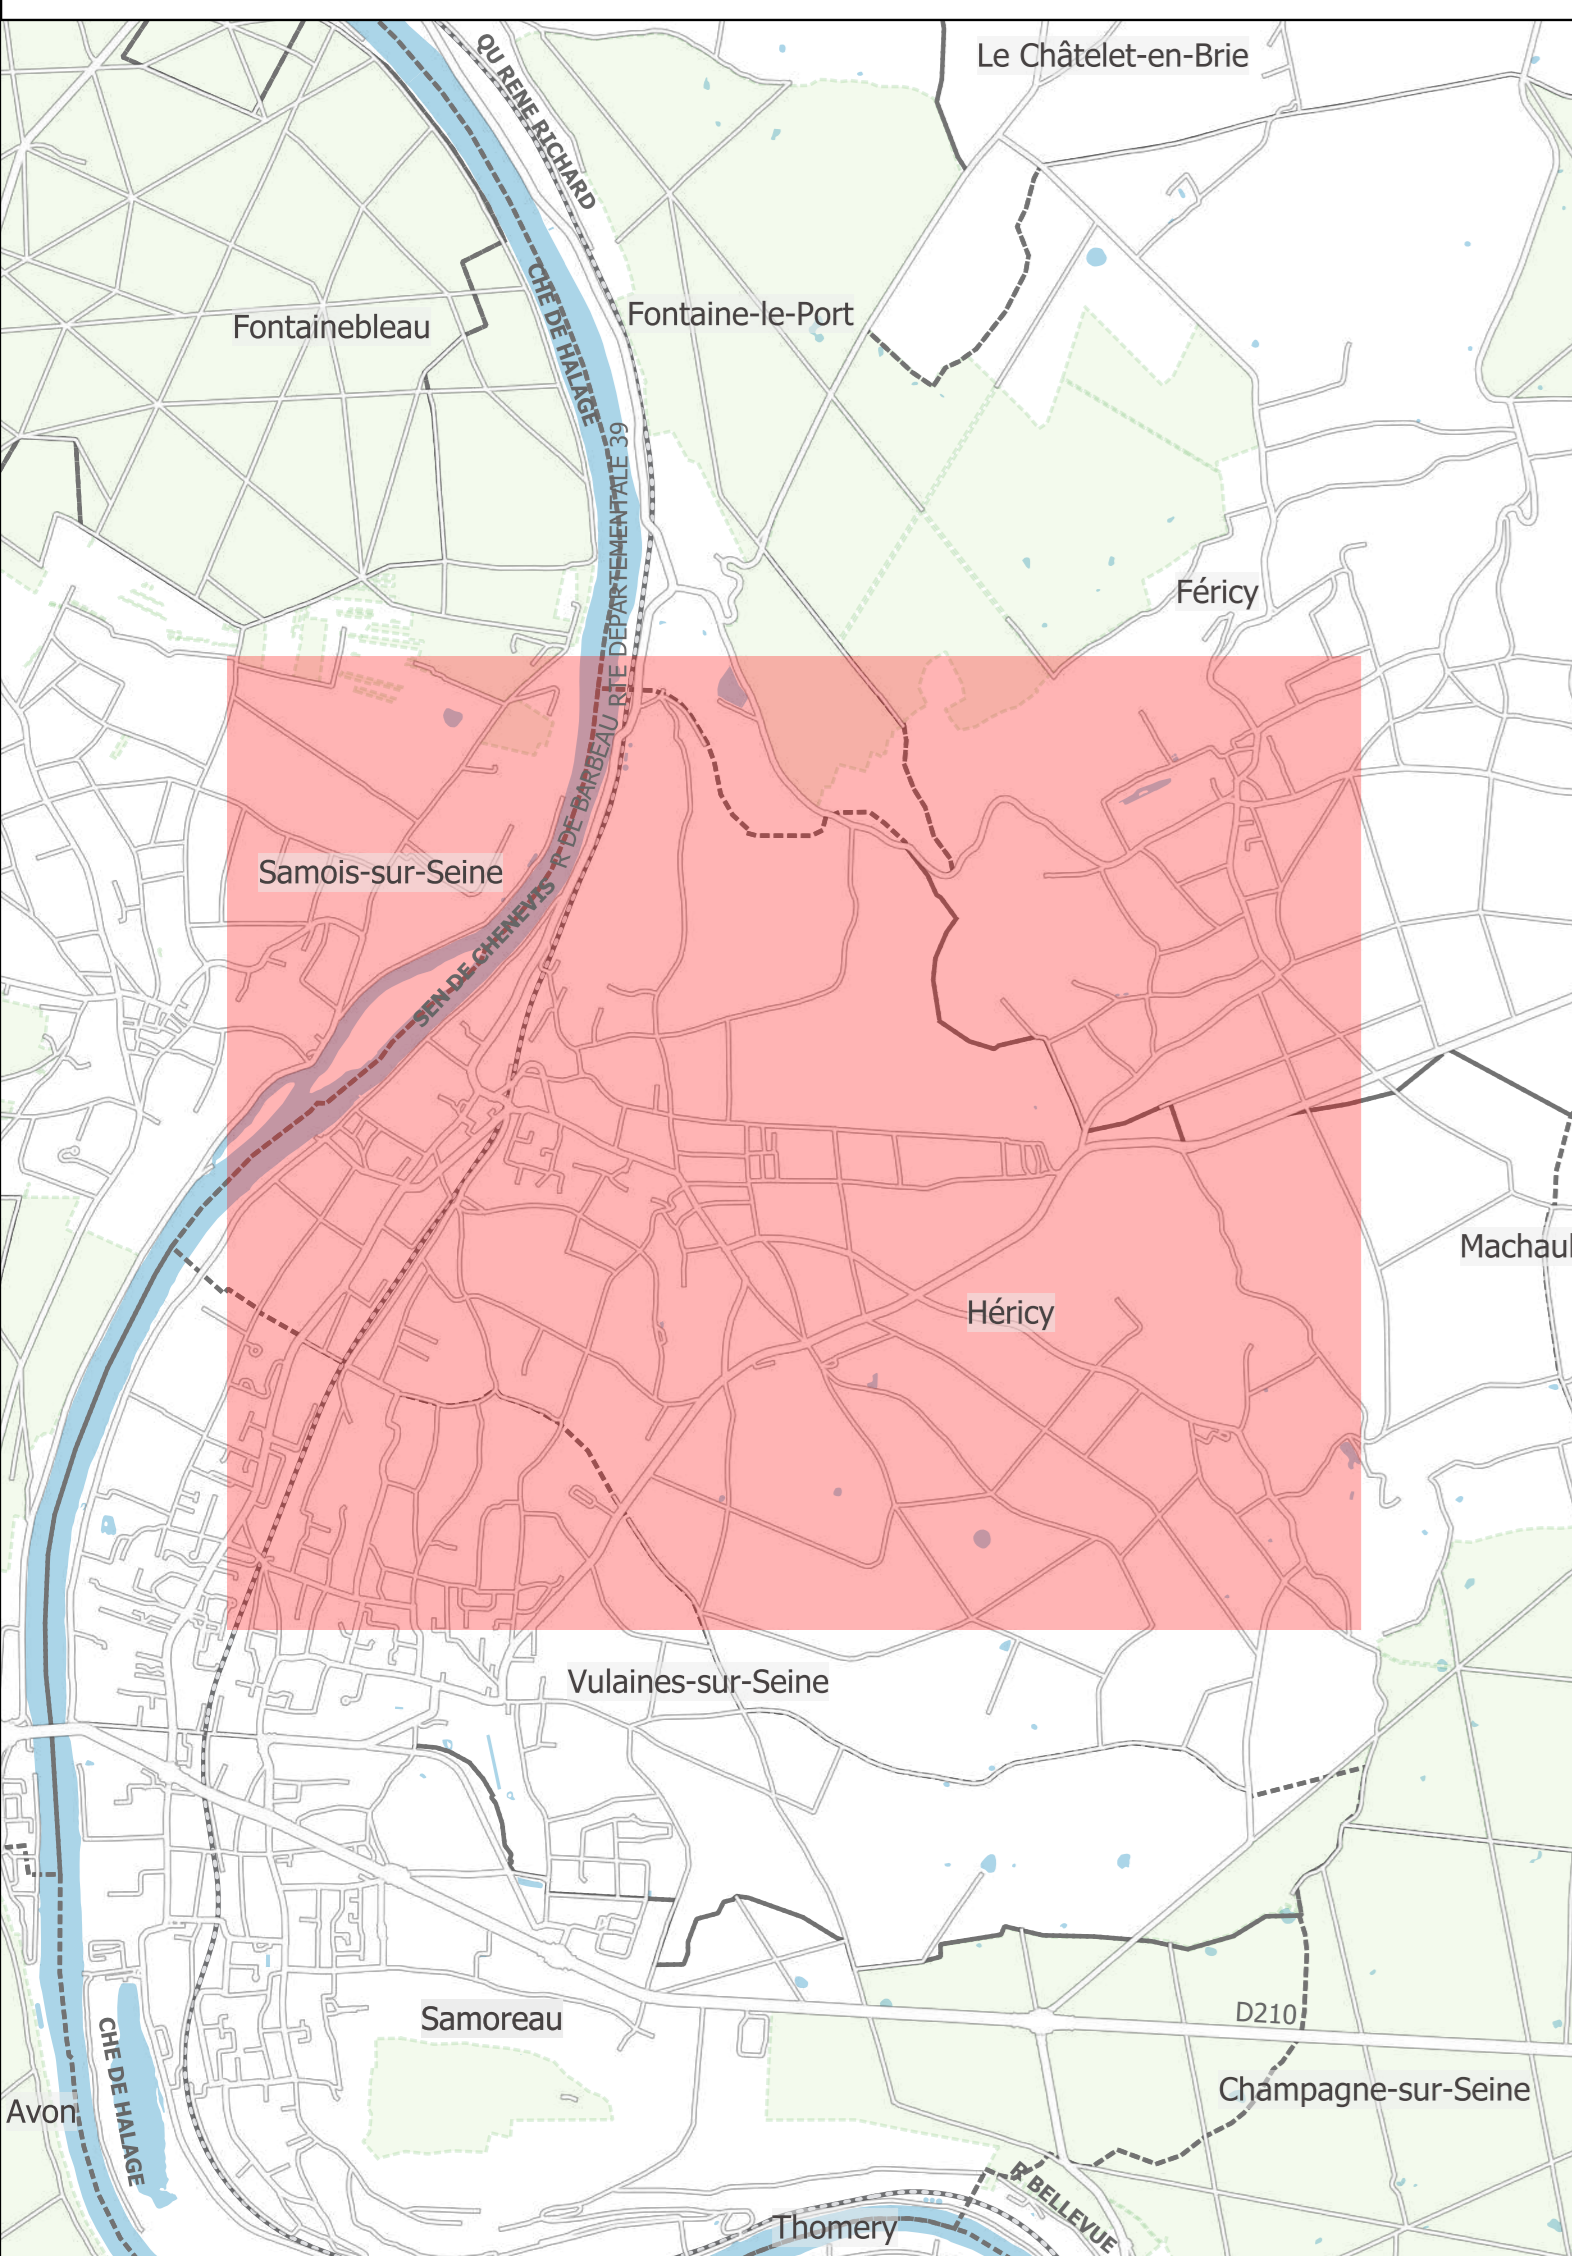 Le Châtelet-en-Brie
QU RENE RICHARD
CHE DE HALAGE
Fontaine-le-Port
Fontainebleau
RTE DEPARTEMENTALE 39
Féricy
R DE BARBEAU
Samois-sur-Seine
SEN DE CHENEVIS
Machaul
Héricy
Vulaines-sur-Seine
Samoreau
D210
CHE DE HALAGE
Champagne-sur-Seine
Avon
R BELLEVUE
Thomery